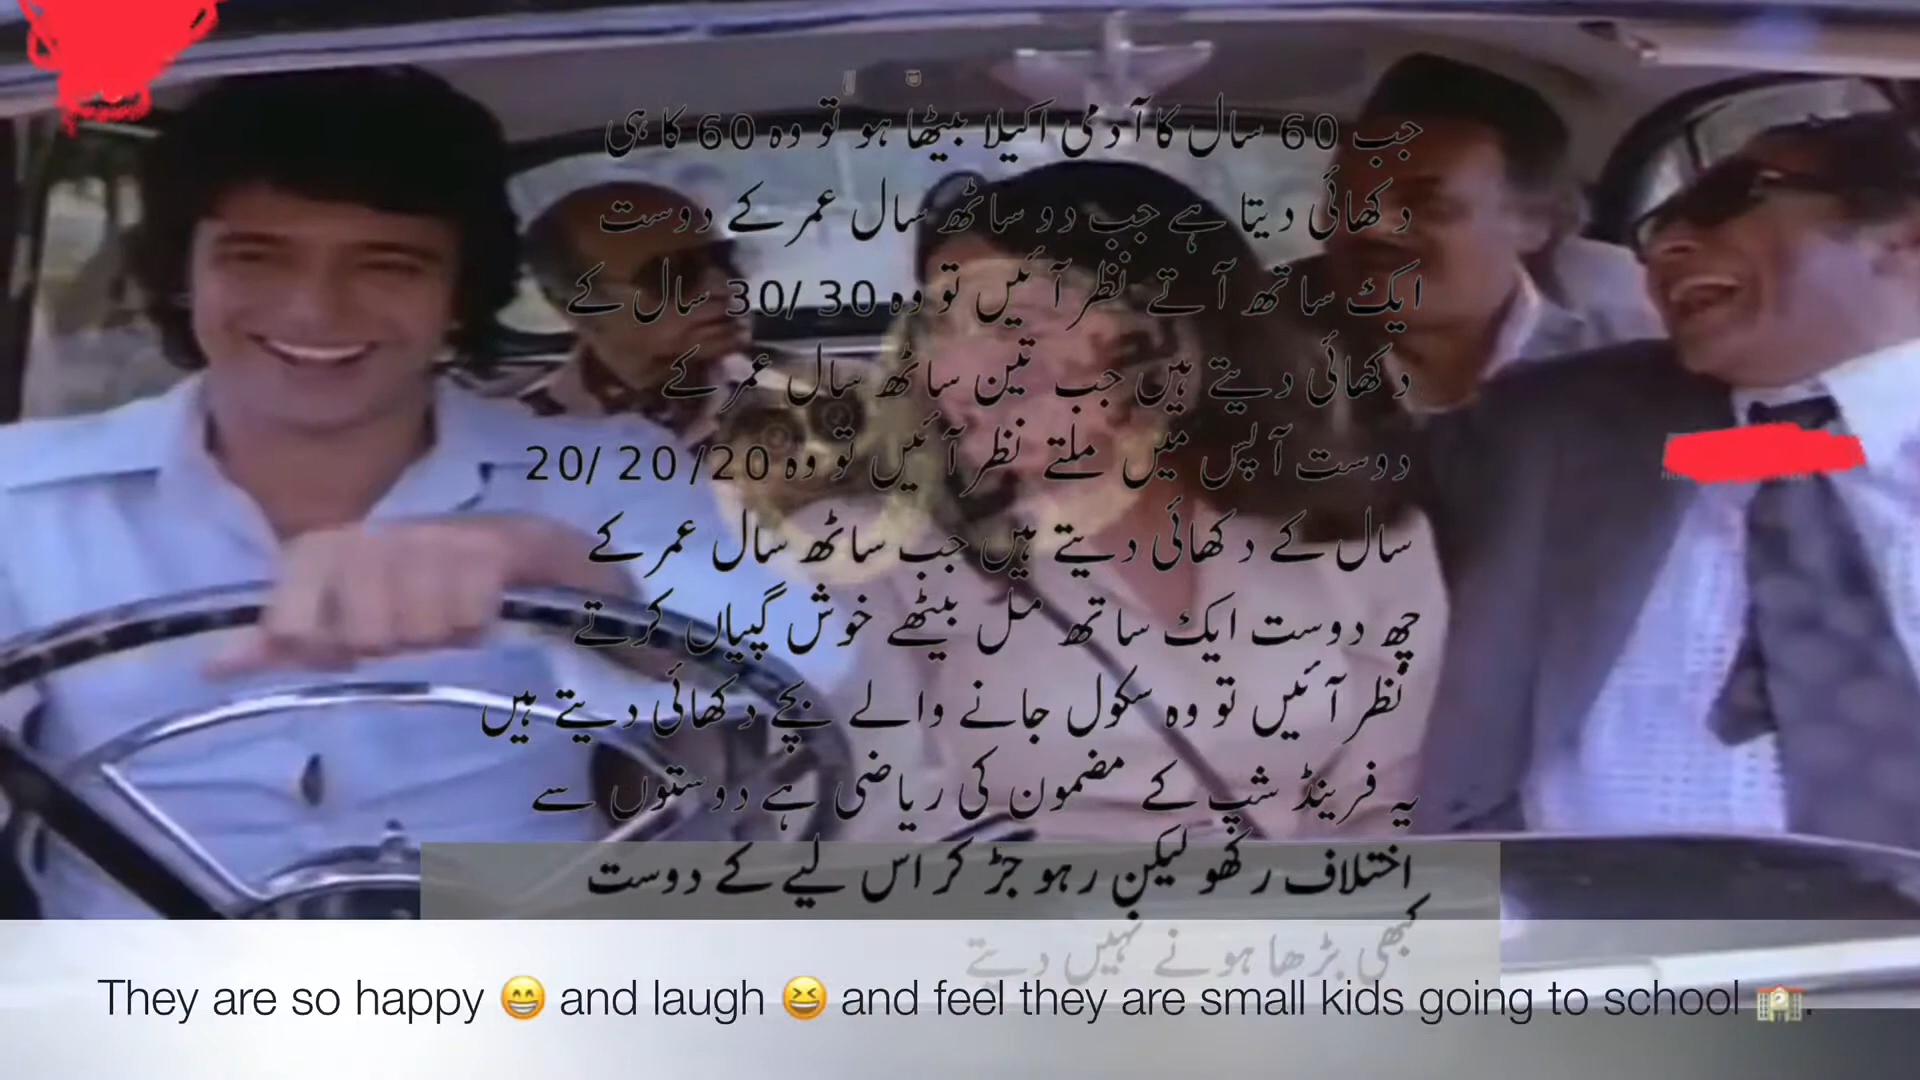 جب 60 سال کا آدمی اکیلا بیٹھا ہو تو وہ 60 کا ہی
دکھائی دیتا ہے جب دو ساٹھ سال عمر کے دوست
ایک ساتھ آتے نظر آئیں تو وہ 30/30 سال کے
دکھائی دیتے ہیں جب تین ساٹھ سال عمر کے
دوست آپس میں ملتے نظر آئیں تو وہ 20/20/20
سال کے دکھائی دیتے ہیں جب ساٹھ سال عمر کے
چھ دوست ایک ساتھ مل بیٹھے خوش گپیاں کرتے
نظر آئیں تو وہ سکول جانے والے بچے دکھائی دیتے ہیں
یہ فرینڈ شپ کے مضمون کی ریاضی ہے دوستوں سے
اختلاف رکھو لیکن رہو جڑ کر اس لیے کے دوست
کبھی بڑھا ہونے نہیں دیتے
They are so happy 😁 and laugh 😆 and feel they are small kids going to school 🏫.